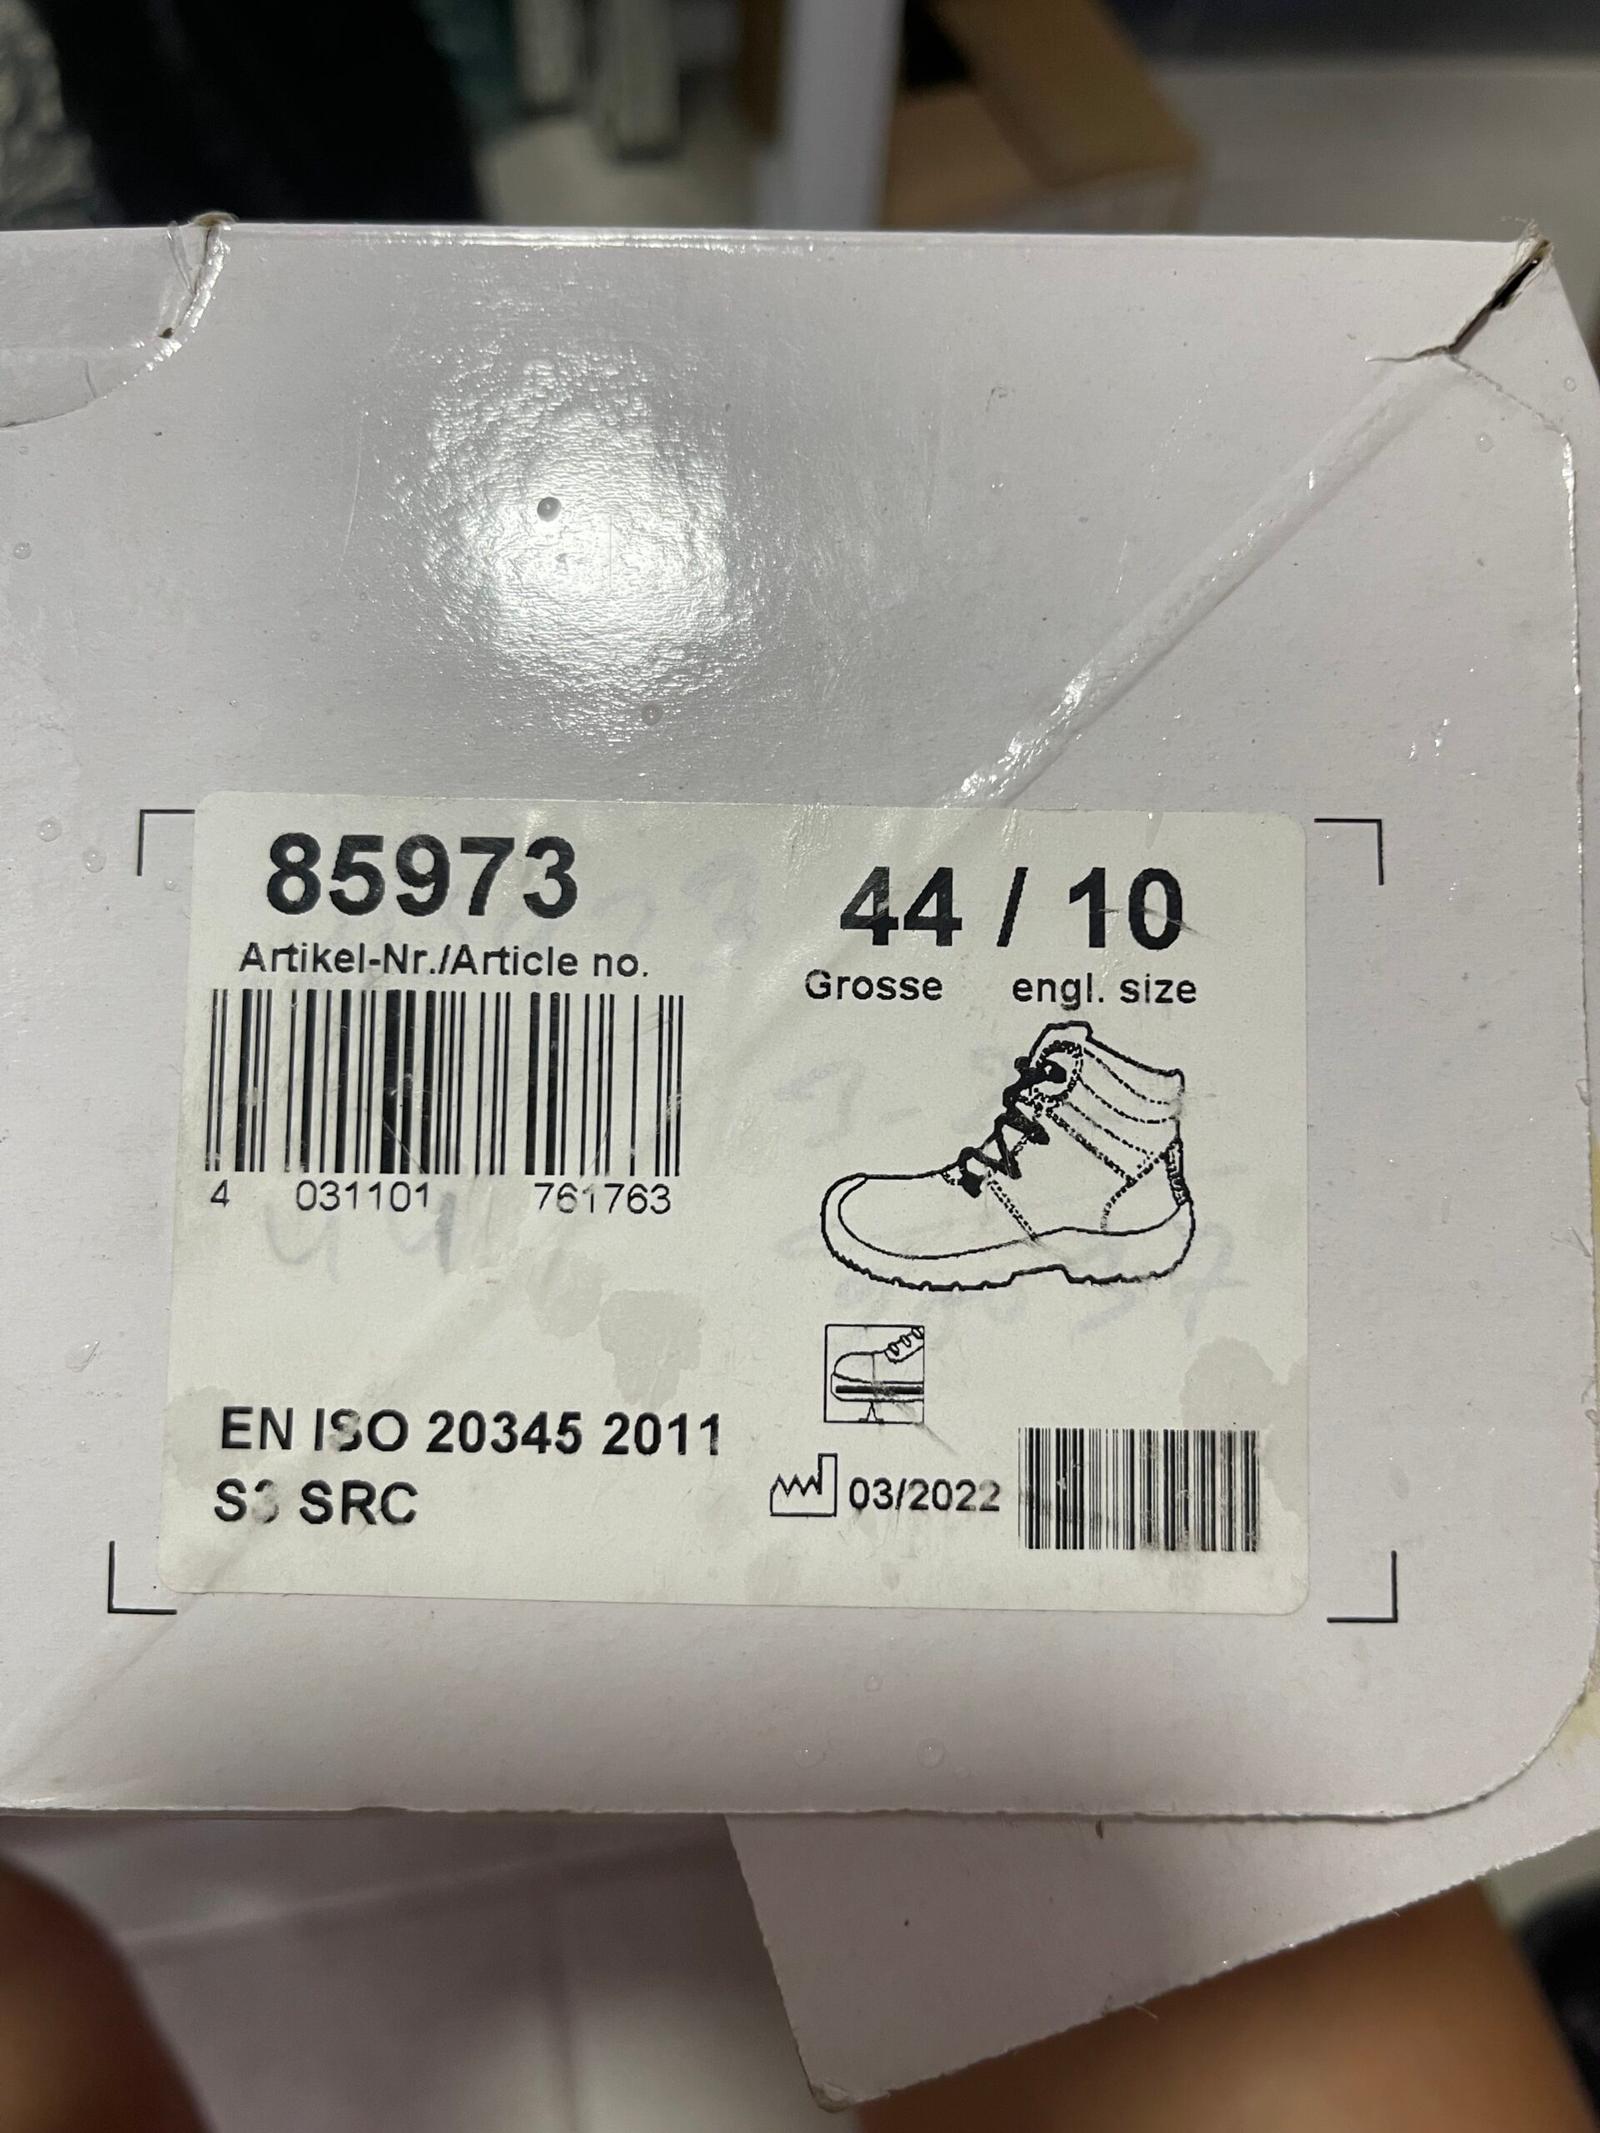 85973
Artikel-Nr./Article no.
4 031101 761763
44 / 10
Grosse engl. size
EN ISO 20345 2011
S3 SRC
03/2022